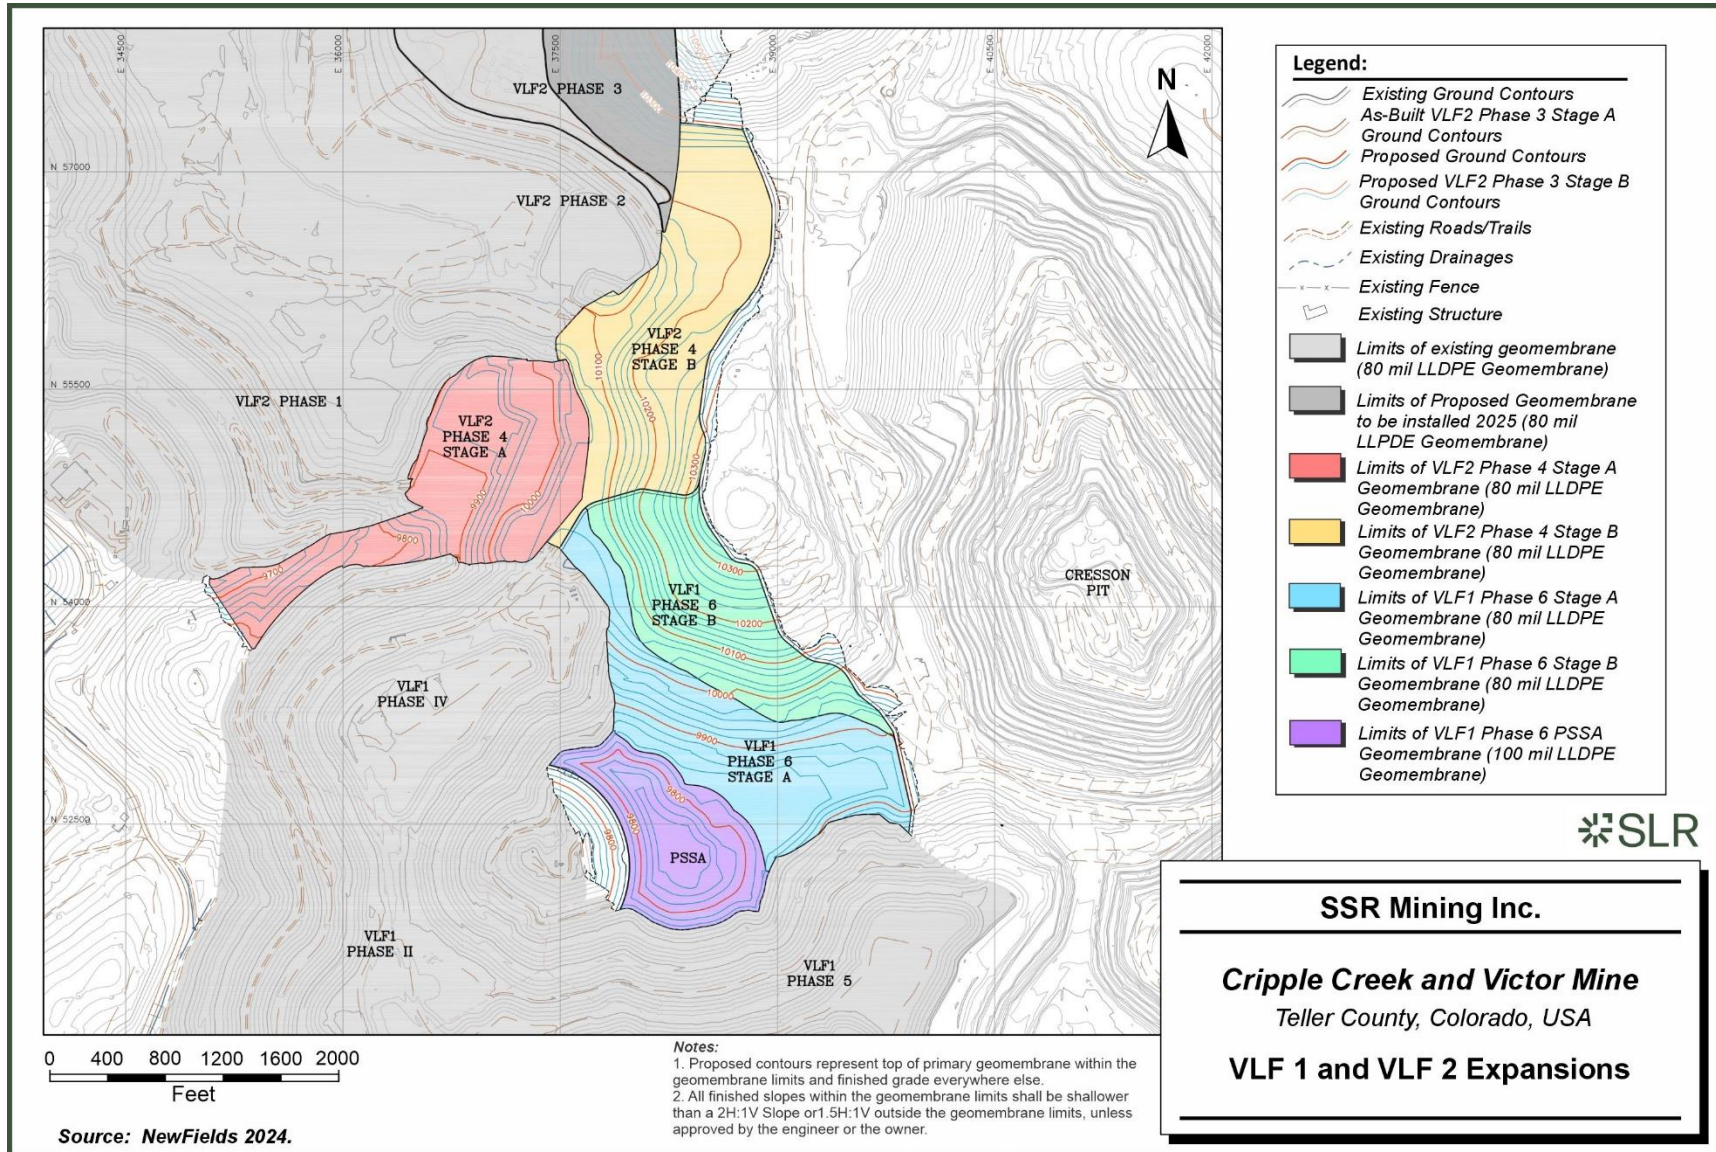 E 34500
E 36000
E 37500
E 39000
E 40500
E 42000
N 57000
N 55500
N 54000
N 52500
VLF2 PHASE 3
VLF2 PHASE 2
VLF2 PHASE 1
VLF2
PHASE 4
STAGE B
VLF2
PHASE 4
STAGE A
10100
10200
10300
9900
10000
9800
9700
VLF1
PHASE 6
STAGE B
10300
10200
10100
10000
CRESSON
PIT
VLF1
PHASE IV
9900
VLF1
PHASE 6
STAGE A
9800
9800
9800
PSSA
VLF1
PHASE II
VLF1
PHASE 5
N
Legend:
Existing Ground Contours
As-Built VLF2 Phase 3 Stage A
Ground Contours
Proposed Ground Contours
Proposed VLF2 Phase 3 Stage B
Ground Contours
Existing Roads/Trails
Existing Drainages
Existing Fence
Existing Structure
Limits of existing geomembrane
(80 mil LLDPE Geomembrane)
Limits of Proposed Geomembrane
to be installed 2025 (80 mil
LLPDE Geomembrane)
Limits of VLF2 Phase 4 Stage A
Geomembrane (80 mil LLDPE
Geomembrane)
Limits of VLF2 Phase 4 Stage B
Geomembrane (80 mil LLDPE
Geomembrane)
Limits of VLF1 Phase 6 Stage A
Geomembrane (80 mil LLDPE
Geomembrane)
Limits of VLF1 Phase 6 Stage B
Geomembrane (80 mil LLDPE
Geomembrane)
Limits of VLF1 Phase 6 PSSA
Geomembrane (100 mil LLDPE
Geomembrane)
SLR
SSR Mining Inc.
Cripple Creek and Victor Mine
Teller County, Colorado, USA
VLF 1 and VLF 2 Expansions
0 400 800 1200 1600 2000
Feet
Source: NewFields 2024.
Notes:
1. Proposed contours represent top of primary geomembrane within the
geomembrane limits and finished grade everywhere else.
2. All finished slopes within the geomembrane limits shall be shallower
than a 2H:1V Slope or1.5H:1V outside the geomembrane limits, unless
approved by the engineer or the owner.